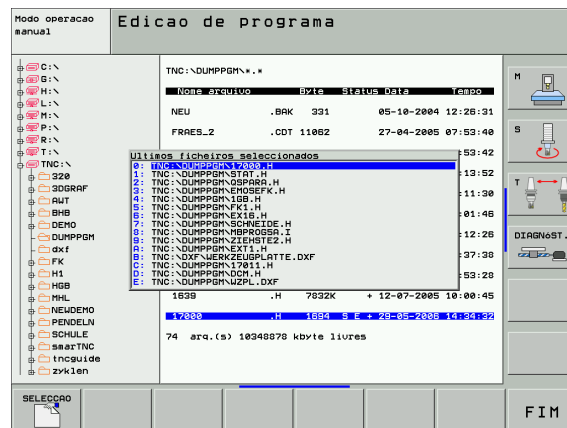 Modo operacao
manual
Edicao de programa
C:\
G:\
H:\
L:\
M:\
P:\
R:\
T:\
TNC:\
320
3DGRAF
AWT
BHB
DEMO
DUMPPGM
dxf
FK
H1
HGB
MHL
NEWDEMO
PENDELN
SCHULE
smarTNC
tncguide
zyklen
TNC:\DUMPPGM\*.*
Nome arquivo Byte Status Data Tempo
NEU .BAK 331 05-10-2004 12:26:31
FRAES_2 .CDT 11062 27-04-2005 07:53:40
:53:42
:13:52
:11:30
:01:46
:12:26
:37:38
:53:28
Ultimos ficheiros seleccionados
0: TNC:\DUMPPGM\17000.H
1: TNC:\DUMPPGM\STAT.H
2: TNC:\DUMPPGM\QSPARA.H
3: TNC:\DUMPPGM\EMOSEFK.H
4: TNC:\DUMPPGM\1GB.H
5: TNC:\DUMPPGM\FK1.H
6: TNC:\DUMPPGM\EX16.H
7: TNC:\DUMPPGM\SCHNEIDE.H
8: TNC:\DUMPPGM\MBPROGSA.I
9: TNC:\DUMPPGM\ZIEHSTE2.H
A: TNC:\DUMPPGM\EXT1.H
B: TNC:\DXF\WERKZEUGPLATTE.DXF
C: TNC:\DUMPPGM\17011.H
D: TNC:\DUMPPGM\DCM.H
E: TNC:\DUMPPGM\WZPL.DXF
1639 .H 7832K + 12-07-2005 10:00:45
17000 .H 1694 S E + 29-05-2006 14:34:32
74 arq.(s) 10348878 kbyte livres
M
S
T
DIAGNóST.
SELECCAO
FIM